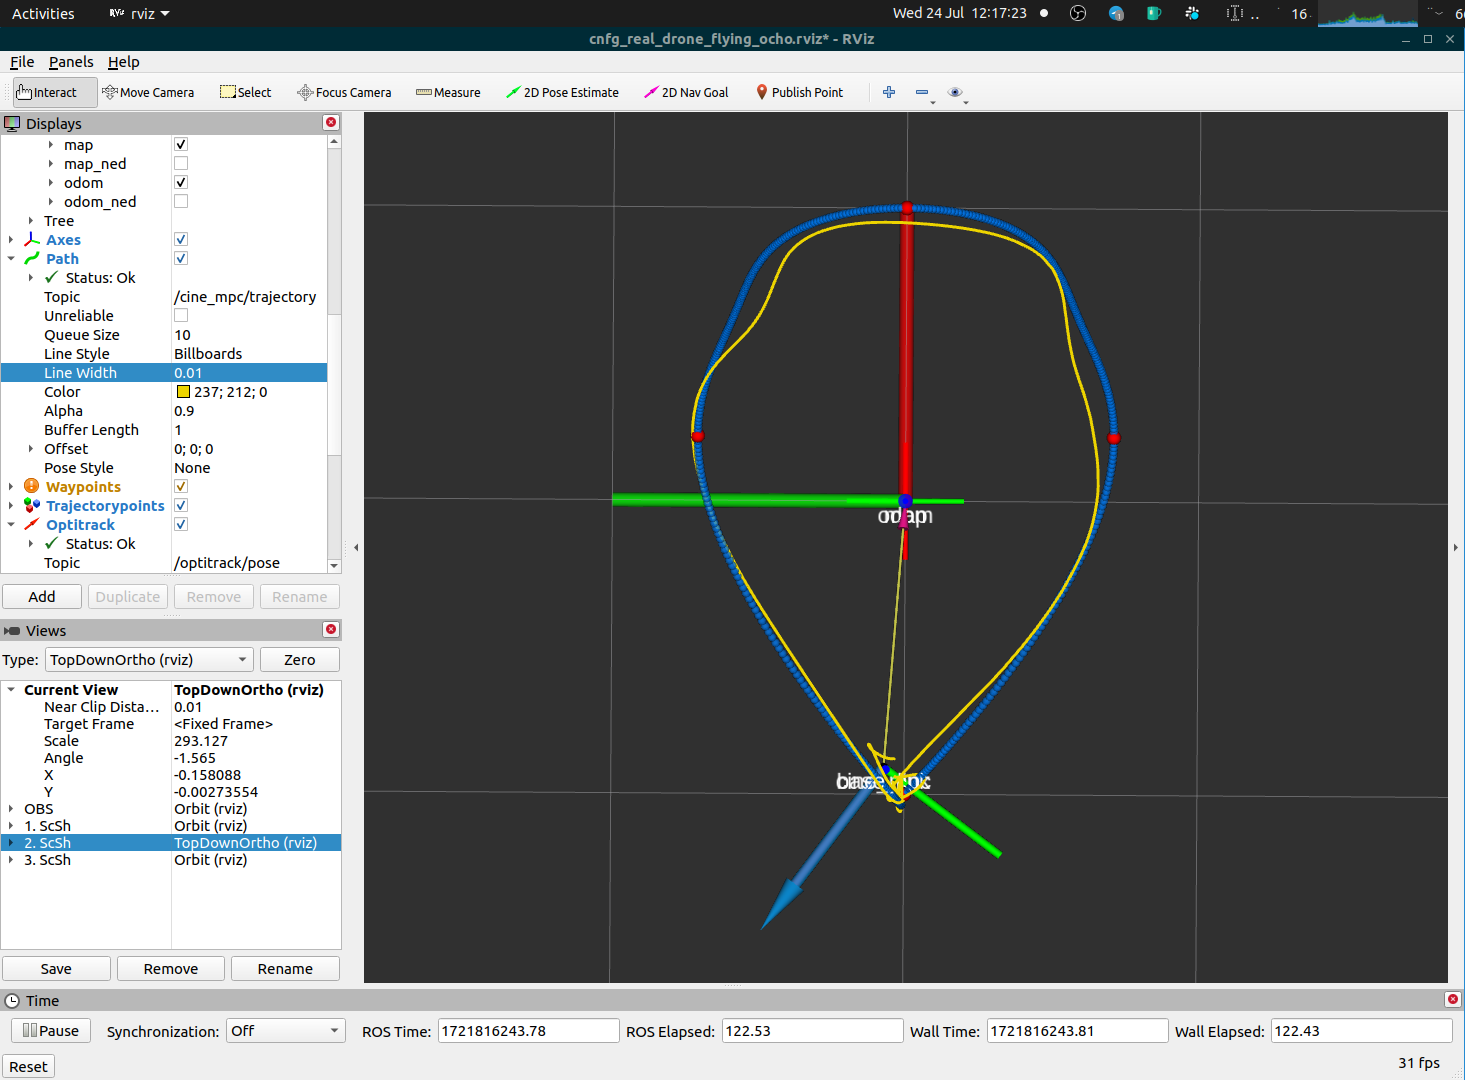 Activities
rviz
Wed 24 Jul 12:17:23
16
cnfg_real_drone_flying_ocho.rviz* - RViz
File Panels Help
Interact Move Camera Select Focus Camera Measure 2D Pose Estimate 2D Nav Goal Publish Point
Displays
map
map_ned
odom
odom_ned
Tree
Axes
Path
Status: Ok
Topic /cine_mpc/trajectory
Unreliable
Queue Size 10
Line Style Billboards
Line Width 0.01
Color 237; 212; 0
Alpha 0.9
Buffer Length 1
Offset 0; 0; 0
Pose Style None
Waypoints
Trajectorypoints
Optitrack
Status: Ok
Topic /optitrack/pose
Add Duplicate Remove Rename
Views
Type: TopDownOrtho (rviz) Zero
Current View TopDownOrtho (rviz)
Near Clip Dista... 0.01
Target Frame <Fixed Frame>
Scale 293.127
Angle -1.565
X -0.158088
Y -0.00273554
OBS Orbit (rviz)
1. ScSh Orbit (rviz)
2. ScSh TopDownOrtho (rviz)
3. ScSh Orbit (rviz)
Save Remove Rename
Time
Pause Synchronization: Off ROS Time: 1721816243.78 ROS Elapsed: 122.53 Wall Time: 1721816243.81 Wall Elapsed: 122.43
Reset 31 fps